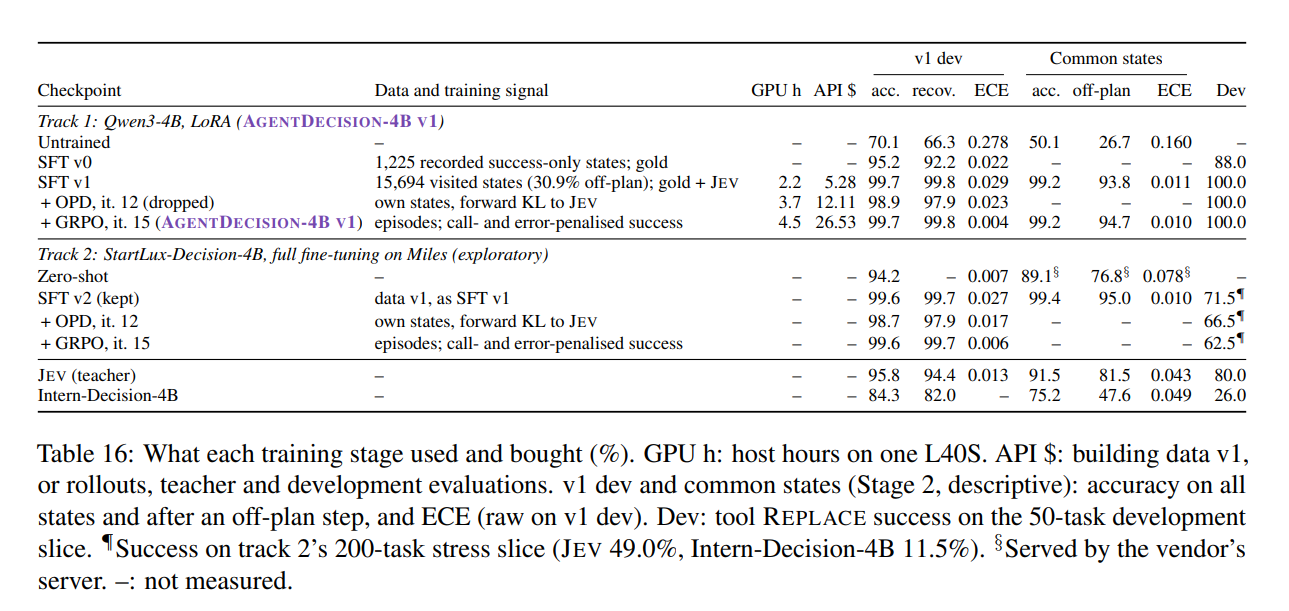 v1 dev Common states
Checkpoint Data and training signal GPU h API $ acc. recov. ECE acc. off-plan ECE Dev
Track 1: Qwen3-4B, LoRA (AGENTDECISION-4B V1)
Untrained – – – 70.1 66.3 0.278 50.1 26.7 0.160 –
SFT v0 1,225 recorded success-only states; gold – – 95.2 92.2 0.022 – – – 88.0
SFT v1 15,694 visited states (30.9% off-plan); gold + JEV 2.2 5.28 99.7 99.8 0.029 99.2 93.8 0.011 100.0
+ OPD, it. 12 (dropped) own states, forward KL to JEV 3.7 12.11 98.9 97.9 0.023 – – – 100.0
+ GRPO, it. 15 (AGENTDECISION-4B V1) episodes; call- and error-penalised success 4.5 26.53 99.7 99.8 0.004 99.2 94.7 0.010 100.0
Track 2: StartLux-Decision-4B, full fine-tuning on Miles (exploratory)
Zero-shot – – – 94.2 – 0.007 89.1§ 76.8§ 0.078§ –
SFT v2 (kept) data v1, as SFT v1 – – 99.6 99.7 0.027 99.4 95.0 0.010 71.5¶
+ OPD, it. 12 own states, forward KL to JEV – – 98.7 97.9 0.017 – – – 66.5¶
+ GRPO, it. 15 episodes; call- and error-penalised success – – 99.6 99.7 0.006 – – – 62.5¶
JEV (teacher) – – – 95.8 94.4 0.013 91.5 81.5 0.043 80.0
Intern-Decision-4B – – – 84.3 82.0 – 75.2 47.6 0.049 26.0
Table 16: What each training stage used and bought (%). GPU h: host hours on one L40S. API $: building data v1,
or rollouts, teacher and development evaluations. v1 dev and common states (Stage 2, descriptive): accuracy on all
states and after an off-plan step, and ECE (raw on v1 dev). Dev: tool REPLACE success on the 50-task development
slice. ¶Success on track 2’s 200-task stress slice (JEV 49.0%, Intern-Decision-4B 11.5%). §Served by the vendor’s
server. –: not measured.